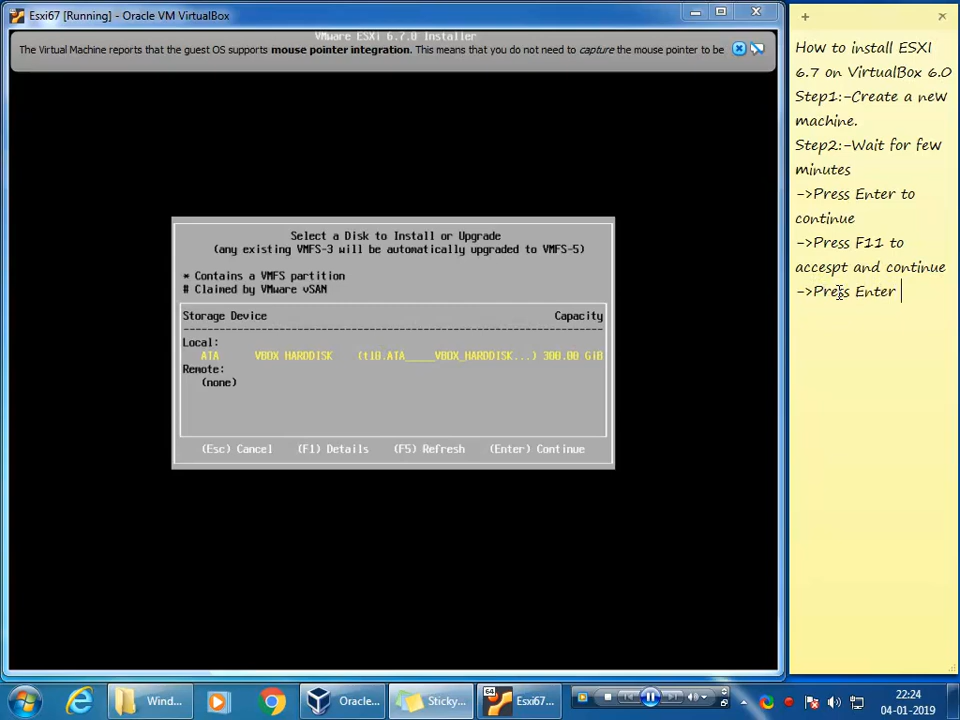 Esxi67 [Running] - Oracle VM VirtualBox
VMware ESXi 6.7.0 Installer
The Virtual Machine reports that the guest OS supports mouse pointer integration. This means that you do not need to capture the mouse pointer to be
Select a Disk to Install or Upgrade
(any existing VMFS-3 will be automatically upgraded to VMFS-5)
* Contains a VMFS partition
# Claimed by VMware vSAN
Storage Device Capacity
Local:
ATA VBOX HARDDISK (t10.ATA_____VBOX_HARDDISK...) 300.00 GiB
Remote:
(none)
(Esc) Cancel (F1) Details (F5) Refresh (Enter) Continue
How to install ESXI
6.7 on VirtualBox 6.0
Step1:-Create a new
machine.
Step2:-Wait for few
minutes
->Press Enter to
continue
->Press F11 to
accespt and continue
->Press Enter
Wind... Oracle... Sticky... 64 Esxi67...
22:24
04-01-2019